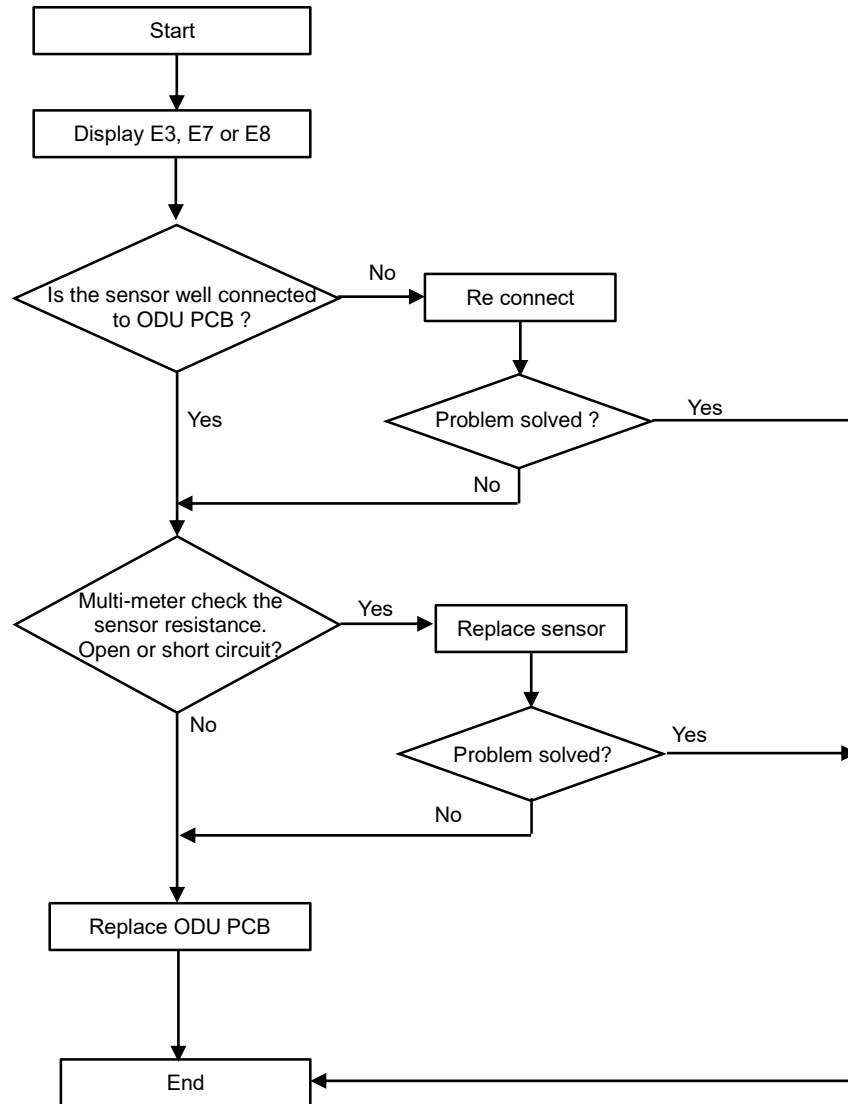 Start
Display E3, E7 or E8
Is the sensor well connected
to ODU PCB ?
No
Re connect
Yes
Problem solved ?
Yes
No
Multi-meter check the
sensor resistance.
Open or short circuit?
Yes
Replace sensor
No
Problem solved?
Yes
No
Replace ODU PCB
End